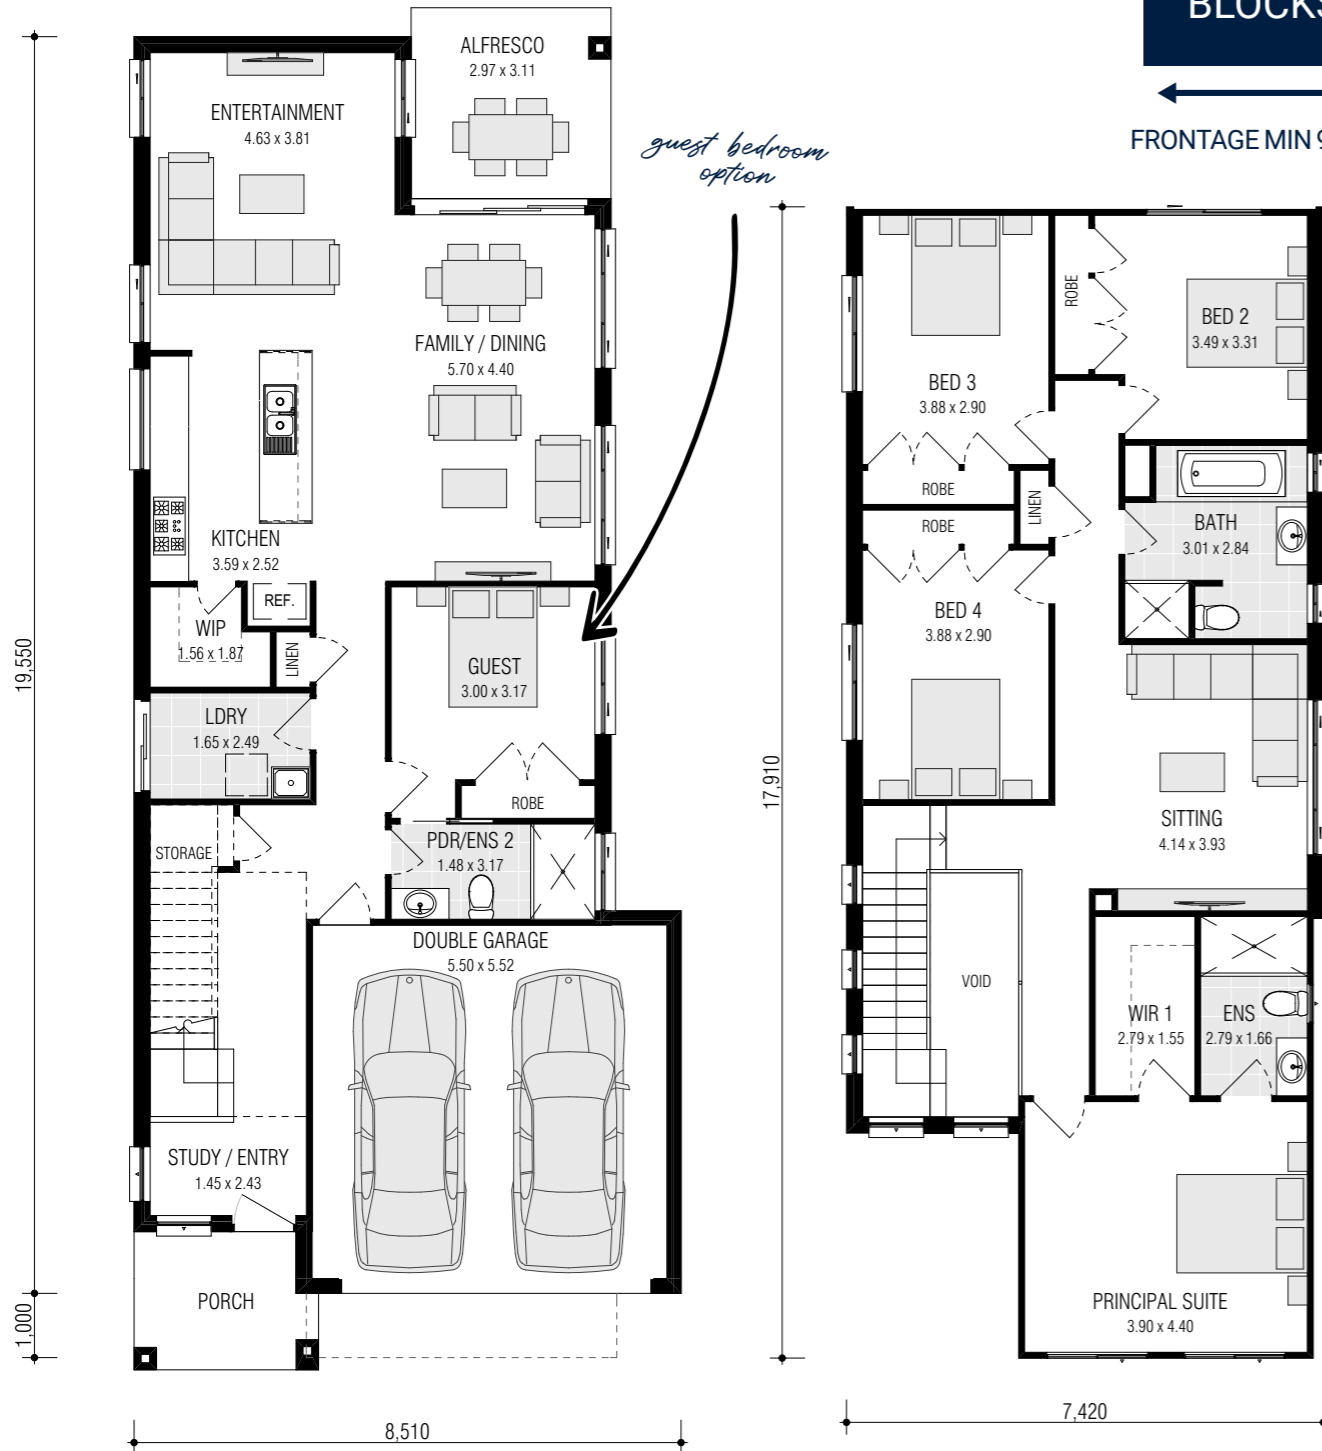 BLOCKS
FRONTAGE MIN 9
guest bedroom
option
ALFRESCO
2.97 x 3.11
ENTERTAINMENT
4.63 x 3.81
FAMILY / DINING
5.70 x 4.40
KITCHEN
3.59 x 2.52
REF.
WIP
1.56 x 1.87
LINEN
GUEST
3.00 x 3.17
LDRY
1.65 x 2.49
ROBE
STORAGE
PDR/ENS 2
1.48 x 3.17
DOUBLE GARAGE
5.50 x 5.52
STUDY / ENTRY
1.45 x 2.43
PORCH
19,550
1,000
8,510
BED 3
3.88 x 2.90
ROBE
BED 2
3.49 x 3.31
ROBE
LINEN
ROBE
BATH
3.01 x 2.84
BED 4
3.88 x 2.90
SITTING
4.14 x 3.93
VOID
WIR 1
2.79 x 1.55
ENS
2.79 x 1.66
PRINCIPAL SUITE
3.90 x 4.40
17,910
7,420